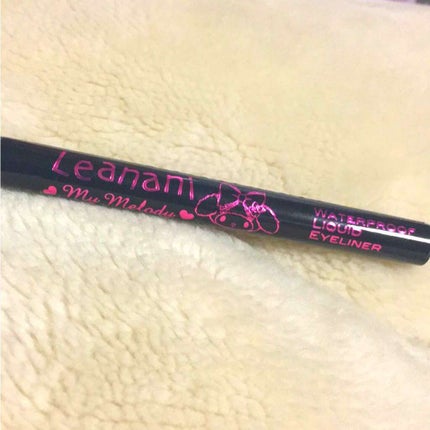 Leanani
My Melody
WATERPROOF
LIQUID
EYELINER